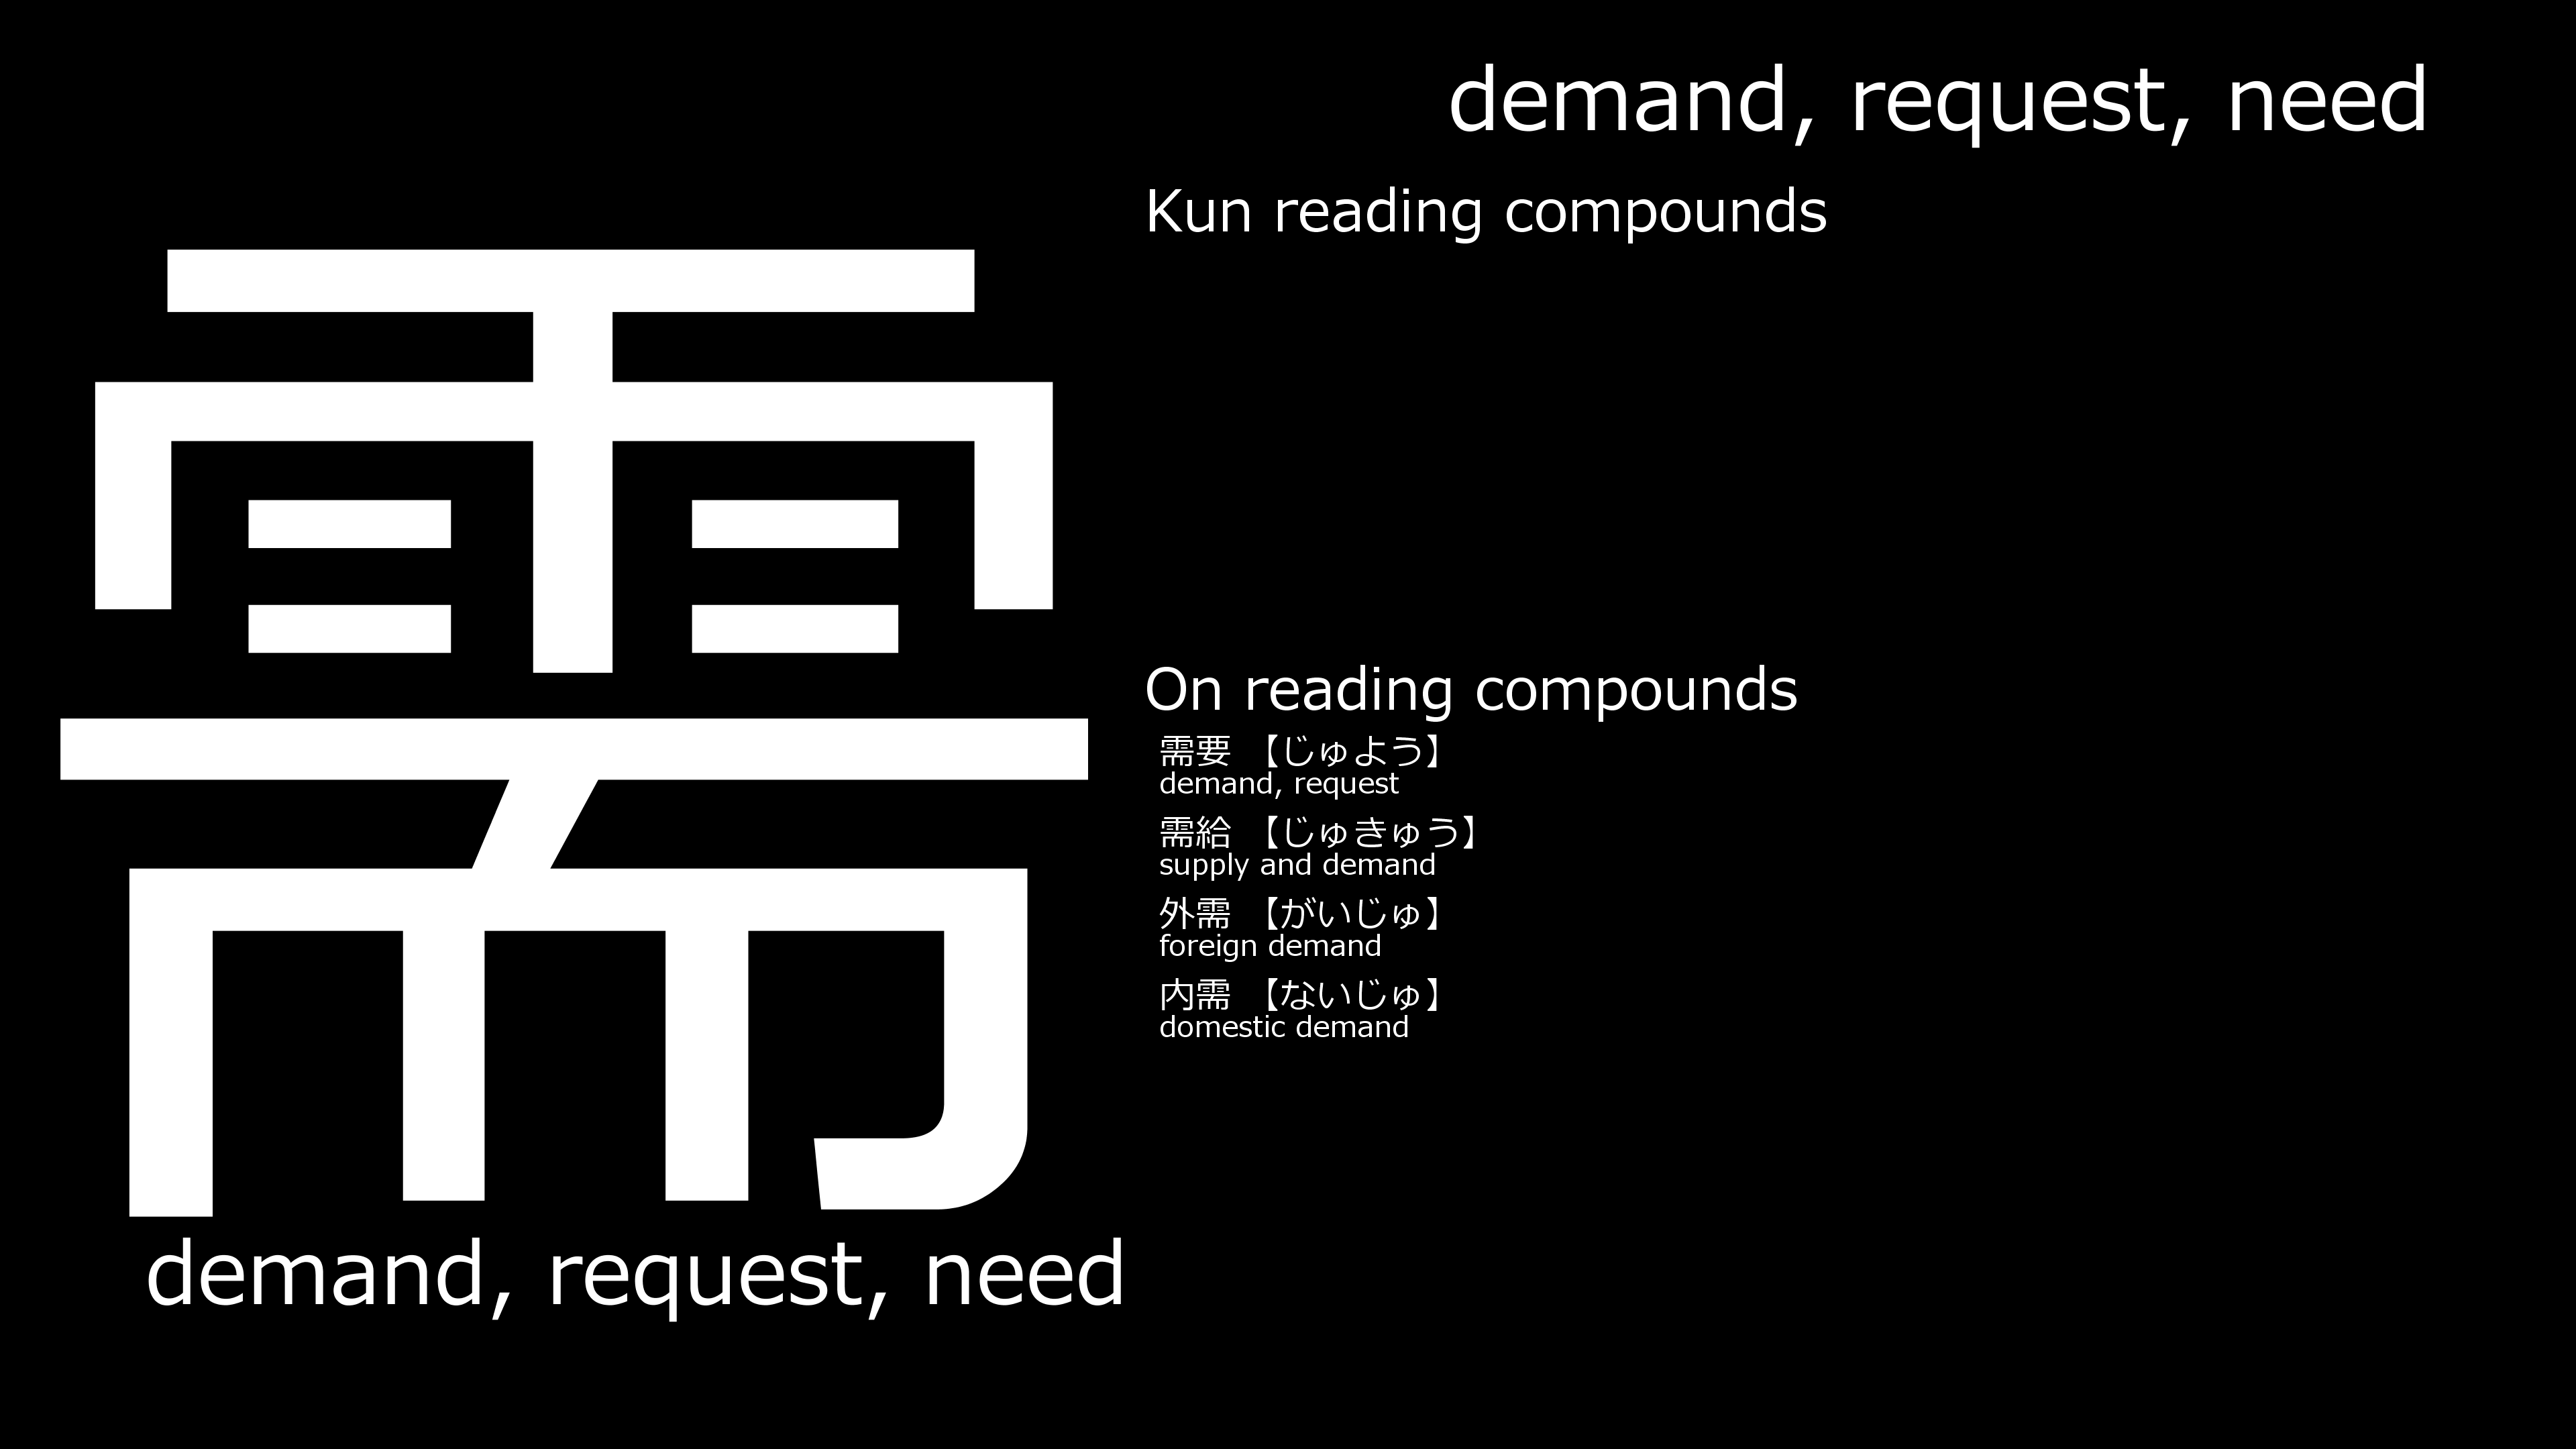 需
demand, request, need
demand, request, need
Kun reading compounds
On reading compounds
需要 【じゅよう】
demand, request
需給 【じゅきゅう】
supply and demand
外需 【がいじゅ】
foreign demand
内需 【ないじゅ】
domestic demand